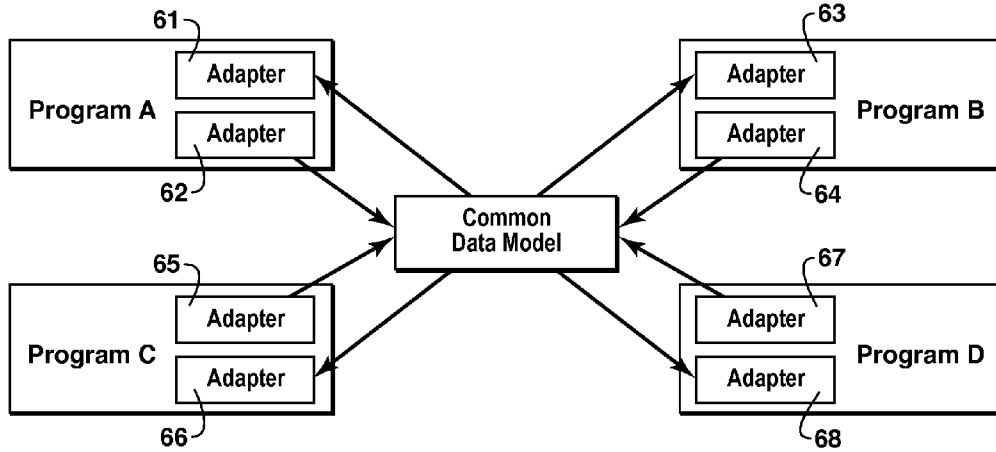 61
Adapter
Program A
Adapter
62
63
Adapter
Program B
Adapter
64
Common
Data Model
65
Adapter
Program C
Adapter
66
67
Adapter
Program D
Adapter
68